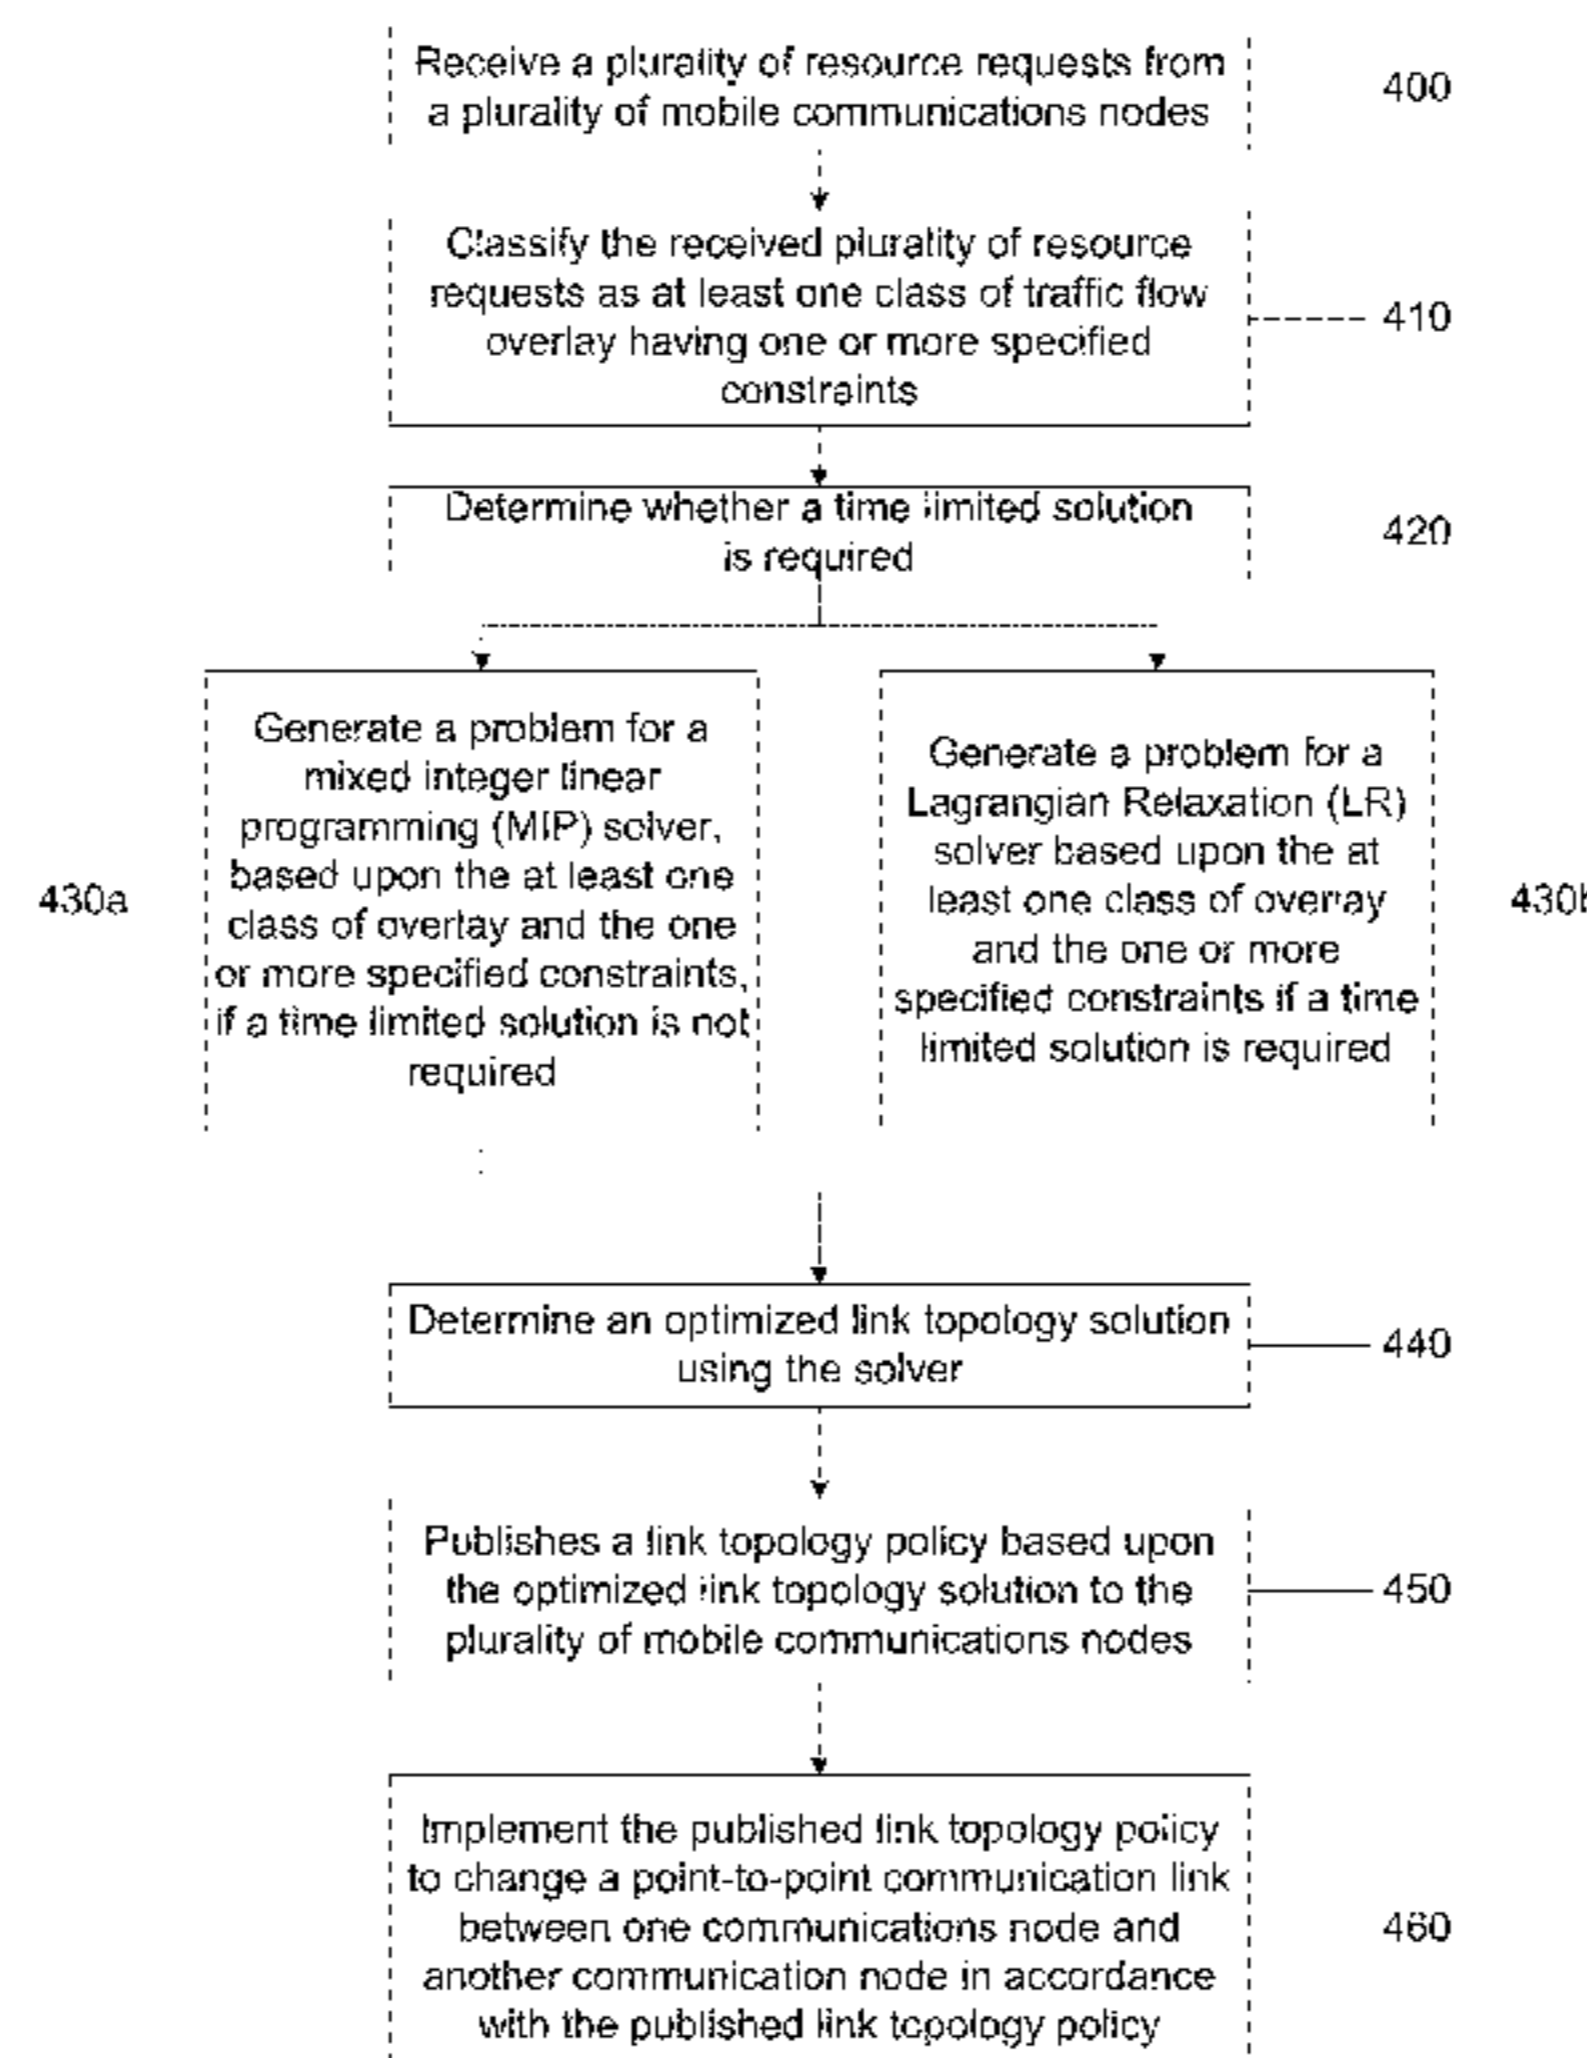 Receive a plurality of resource requests from
a plurality of mobile communications nodes
400
Classify the received plurality of resource
requests as at least one class of traffic flow
overlay having one or more specified
constraints
410
Determine whether a time limited solution
is required
420
Generate a problem for a
mixed integer linear
programming (MIP) solver,
based upon the at least one
class of overlay and the one
or more specified constraints,
if a time limited solution is not
required
430a
Generate a problem for a
Lagrangian Relaxation (LR)
solver based upon the at
least one class of overlay
and the one or more
specified constraints if a time
limited solution is required
430b
Determine an optimized link topology solution
using the solver
440
Publishes a link topology policy based upon
the optimized link topology solution to the
plurality of mobile communications nodes
450
Implement the published link topology policy
to change a point-to-point communication link
between one communications node and
another communication node in accordance
with the published link topology policy
460